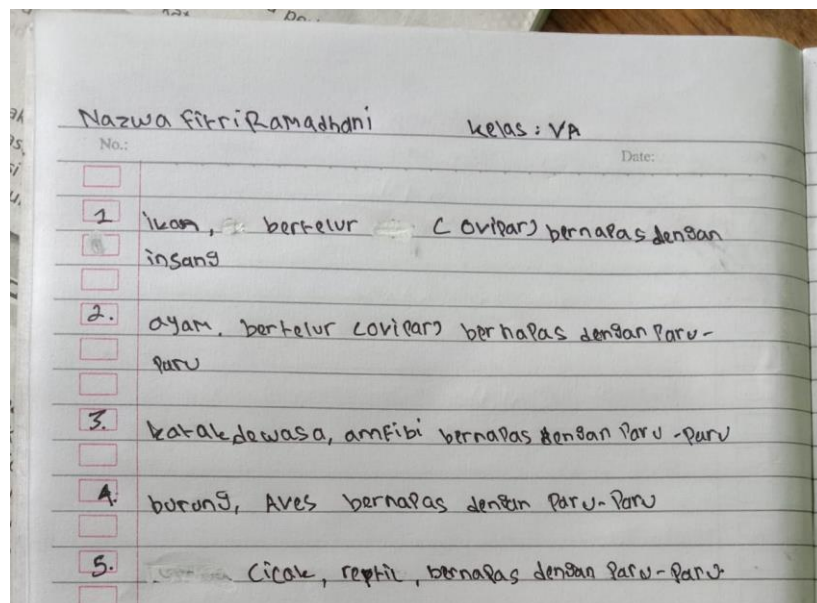 Nazwa Fitri Ramadhani kelas : VA
No.: Date:
1 ikan, bertelur (ovipar) bernapas dengan
insang
2. ayam, bertelur (ovipar) bernapas dengan Paru-
Paru
3. katak dewasa, amfibi bernapas dengan Paru-Paru
4. burung, Aves bernapas dengan Paru-Paru
5. Cicak, reptil, bernapas dengan Paru-Paru.